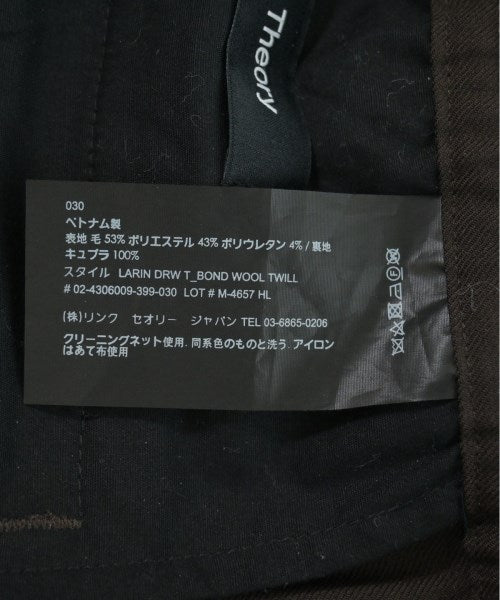 Theory
030
ベトナム製
表地 毛 53% ポリエステル 43% ポリウレタン 4% / 裏地
キュプラ 100%
スタイル LARIN DRW T_BOND WOOL TWILL
# 02-4306009-399-030 LOT # M-4657 HL
(株)リンク セオリー ジャパン TEL 03-6865-0206
クリーニングネット使用. 同系色のものと洗う. アイロン
はあて布使用